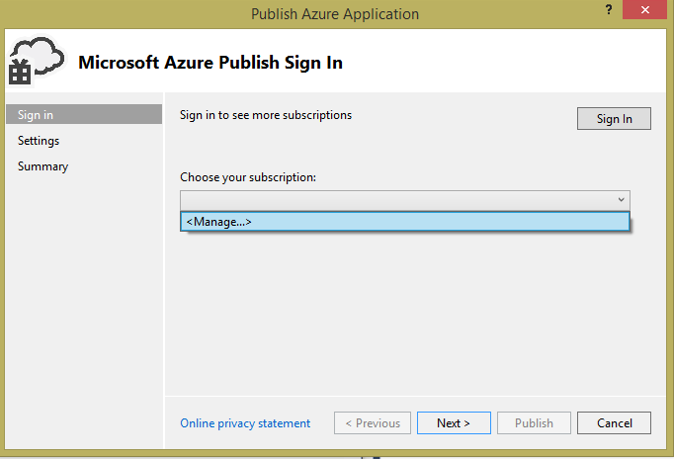 Publish Azure Application
?
Microsoft Azure Publish Sign In
Sign in
Settings
Summary
Sign in to see more subscriptions
Sign In
Choose your subscription:
<Manage...>
Online privacy statement
< Previous
Next >
Publish
Cancel